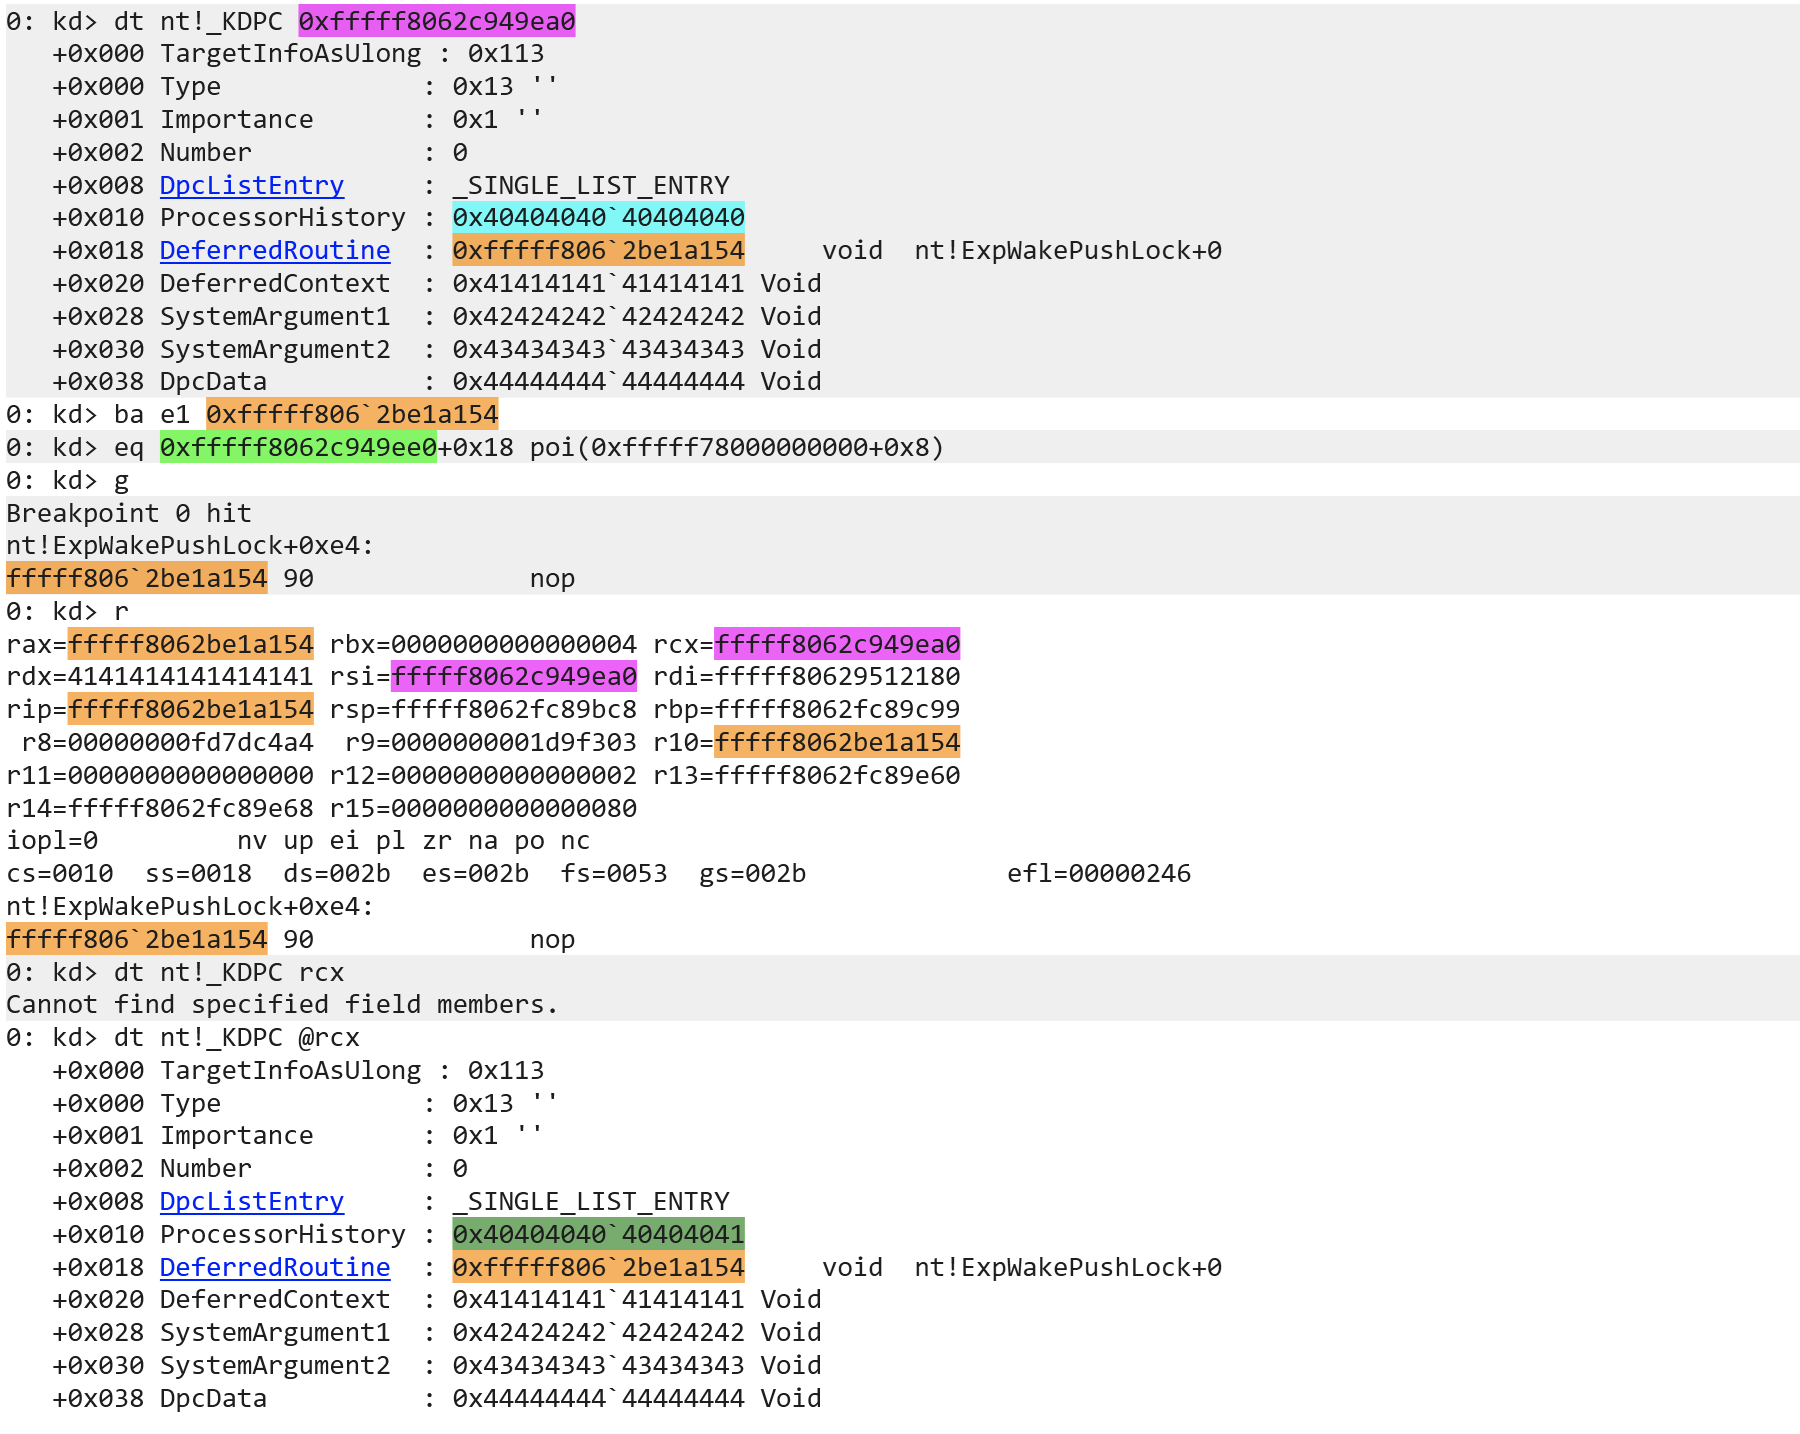 0: kd> dt nt!_KDPC 0xfffff8062c949ea0
   +0x000 TargetInfoAsUlong : 0x113
   +0x000 Type             : 0x13 ''
   +0x001 Importance       : 0x1 ''
   +0x002 Number           : 0
   +0x008 DpcListEntry     : _SINGLE_LIST_ENTRY
   +0x010 ProcessorHistory : 0x40404040`40404040
   +0x018 DeferredRoutine  : 0xfffff806`2be1a154     void  nt!ExpWakePushLock+0
   +0x020 DeferredContext  : 0x41414141`41414141 Void
   +0x028 SystemArgument1  : 0x42424242`42424242 Void
   +0x030 SystemArgument2  : 0x43434343`43434343 Void
   +0x038 DpcData          : 0x44444444`44444444 Void
0: kd> ba e1 0xfffff806`2be1a154
0: kd> eq 0xfffff8062c949ee0+0x18 poi(0xfffff78000000000+0x8)
0: kd> g
Breakpoint 0 hit
nt!ExpWakePushLock+0xe4:
fffff806`2be1a154 90              nop
0: kd> r
rax=fffff8062be1a154 rbx=0000000000000004 rcx=fffff8062c949ea0
rdx=4141414141414141 rsi=fffff8062c949ea0 rdi=fffff80629512180
rip=fffff8062be1a154 rsp=fffff8062fc89bc8 rbp=fffff8062fc89c99
 r8=00000000fd7dc4a4  r9=0000000001d9f303 r10=fffff8062be1a154
r11=0000000000000000 r12=0000000000000002 r13=fffff8062fc89e60
r14=fffff8062fc89e68 r15=0000000000000080
iopl=0         nv up ei pl zr na po nc
cs=0010  ss=0018  ds=002b  es=002b  fs=0053  gs=002b             efl=00000246
nt!ExpWakePushLock+0xe4:
fffff806`2be1a154 90              nop
0: kd> dt nt!_KDPC rcx
Cannot find specified field members.
0: kd> dt nt!_KDPC @rcx
   +0x000 TargetInfoAsUlong : 0x113
   +0x000 Type             : 0x13 ''
   +0x001 Importance       : 0x1 ''
   +0x002 Number           : 0
   +0x008 DpcListEntry     : _SINGLE_LIST_ENTRY
   +0x010 ProcessorHistory : 0x40404040`40404041
   +0x018 DeferredRoutine  : 0xfffff806`2be1a154     void  nt!ExpWakePushLock+0
   +0x020 DeferredContext  : 0x41414141`41414141 Void
   +0x028 SystemArgument1  : 0x42424242`42424242 Void
   +0x030 SystemArgument2  : 0x43434343`43434343 Void
   +0x038 DpcData          : 0x44444444`44444444 Void